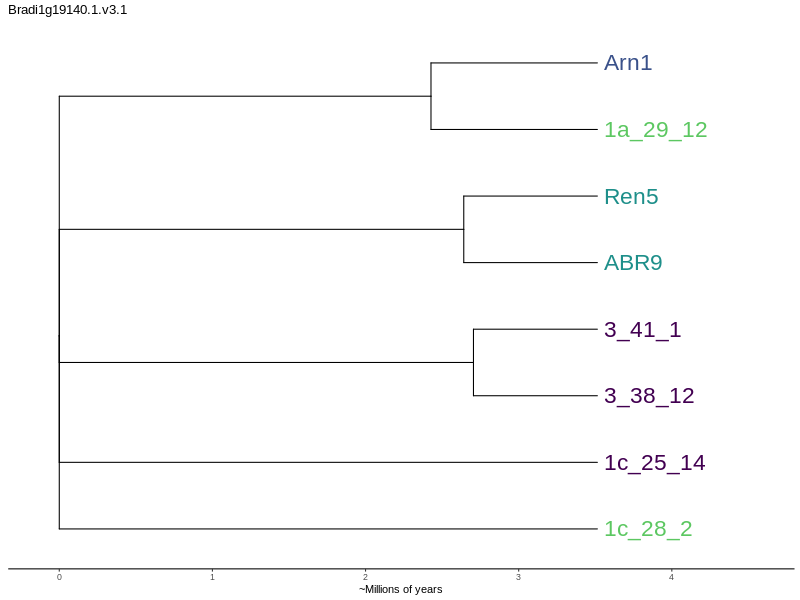 Bradi1g19140.1.v3.1
Arn1
1a_29_12
Ren5
ABR9
3_41_1
3_38_12
1c_25_14
1c_28_2
0 1 2 3 4
~Millions of years